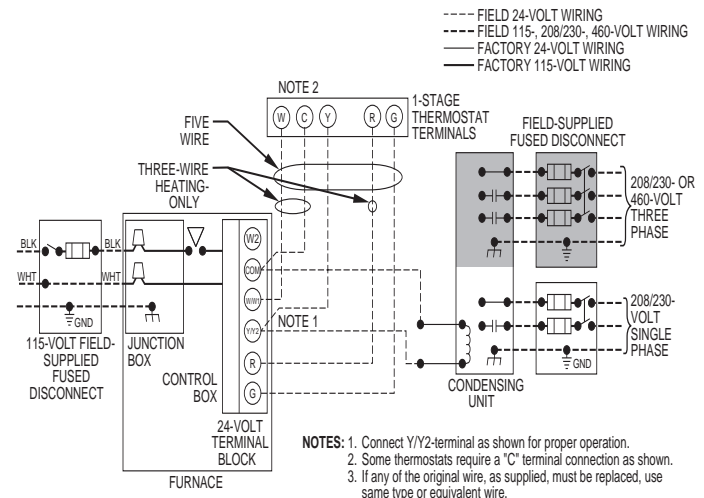 FIELD 24-VOLT WIRING
FIELD 115-, 208/230-, 460-VOLT WIRING
FACTORY 24-VOLT WIRING
FACTORY 115-VOLT WIRING
NOTE 2
W C Y R G
1-STAGE
THERMOSTAT
TERMINALS
FIVE
WIRE
THREE-WIRE
HEATING-
ONLY
FIELD-SUPPLIED
FUSED DISCONNECT
208/230- OR
460-VOLT
THREE
PHASE
BLK
BLK
WHT
WHT
GND
115-VOLT FIELD-
SUPPLIED
FUSED
DISCONNECT
JUNCTION
BOX
CONTROL
BOX
W2
COM
W/W1
Y/Y2
R
G
NOTE 1
24-VOLT
TERMINAL
BLOCK
FURNACE
CONDENSING
UNIT
GND
208/230-
VOLT
SINGLE
PHASE
NOTES: 1. Connect Y/Y2-terminal as shown for proper operation.
2. Some thermostats require a "C" terminal connection as shown.
3. If any of the original wire, as supplied, must be replaced, use
same type or equivalent wire.